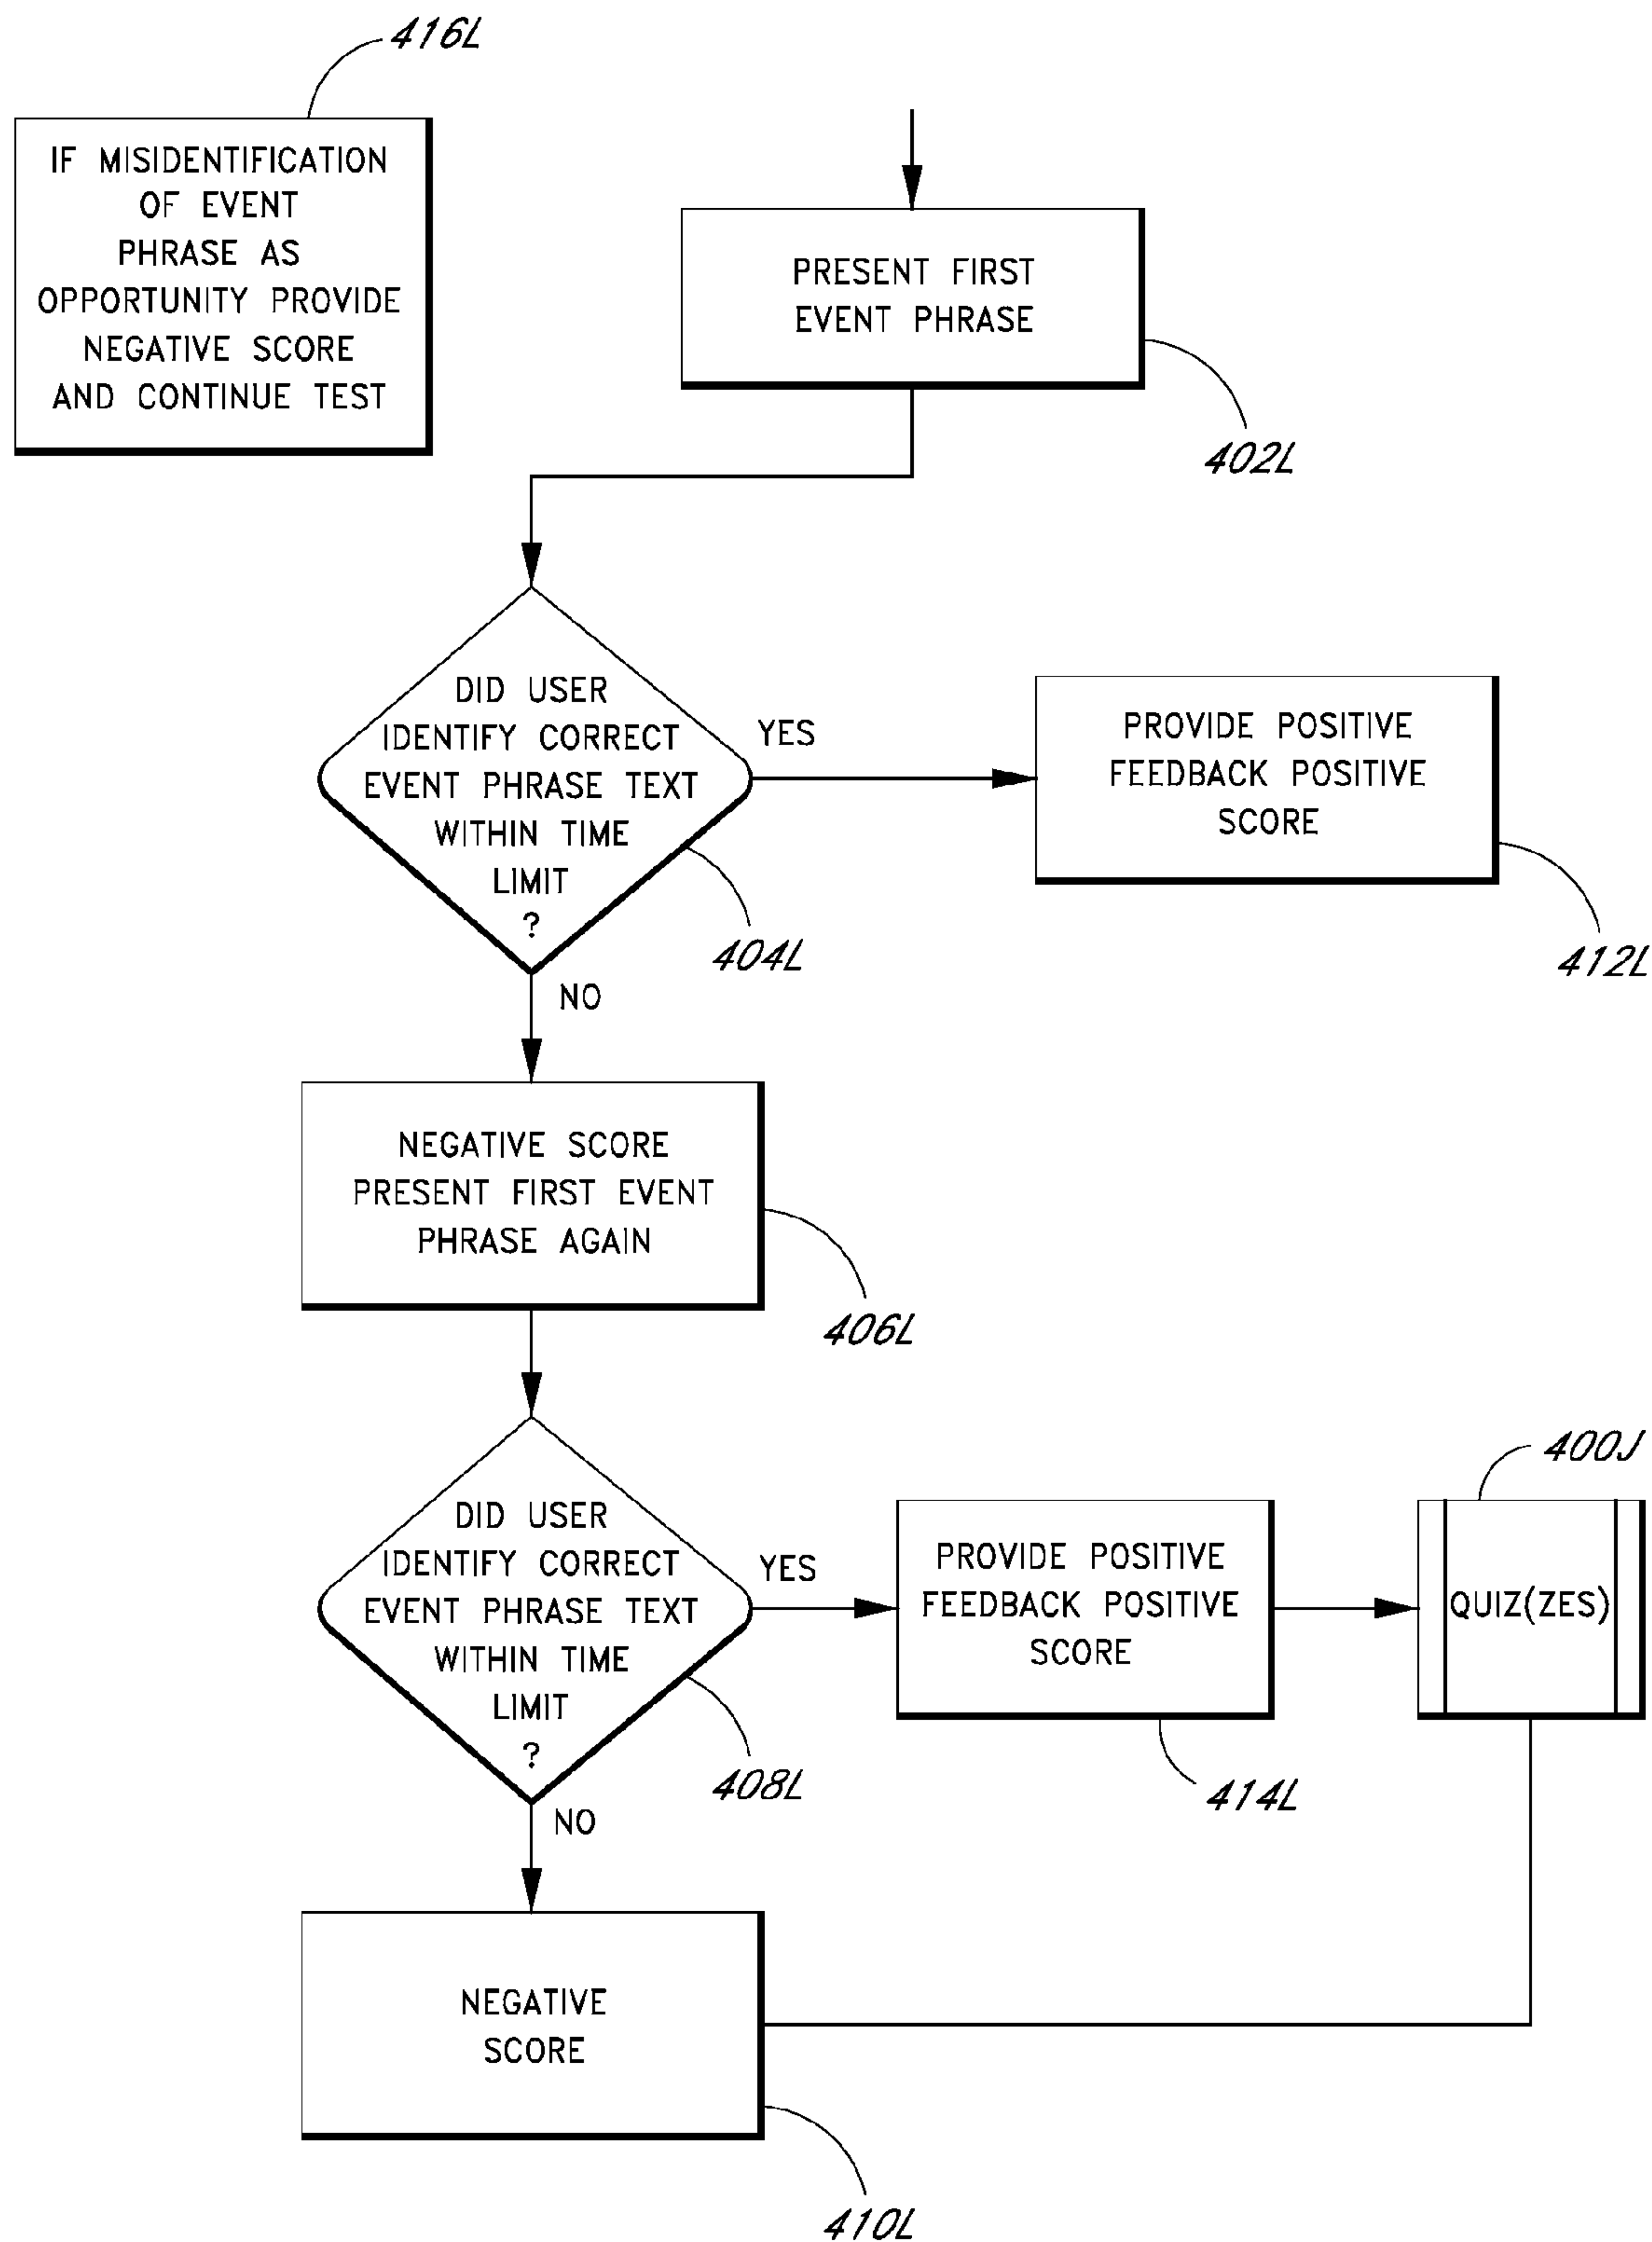 416L
IF MISIDENTIFICATION
OF EVENT
PHRASE AS
OPPORTUNITY PROVIDE
NEGATIVE SCORE
AND CONTINUE TEST
PRESENT FIRST
EVENT PHRASE
402L
DID USER
IDENTIFY CORRECT
EVENT PHRASE TEXT
WITHIN TIME
LIMIT
?
404L
YES
PROVIDE POSITIVE
FEEDBACK POSITIVE
SCORE
412L
NO
NEGATIVE SCORE
PRESENT FIRST EVENT
PHRASE AGAIN
406L
DID USER
IDENTIFY CORRECT
EVENT PHRASE TEXT
WITHIN TIME
LIMIT
?
408L
YES
PROVIDE POSITIVE
FEEDBACK POSITIVE
SCORE
414L
400J
QUIZ(ZES)
NO
NEGATIVE
SCORE
410L